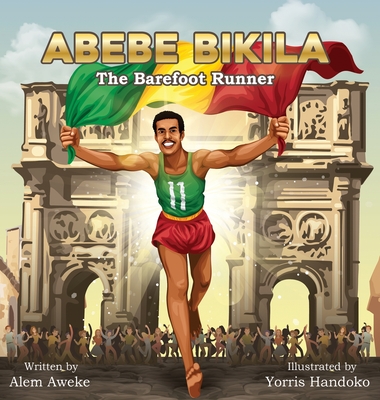 ABEBE BIKILA
The Barefoot Runner
11
Written by
Alem Aweke
Illustrated by
Yorris Handoko